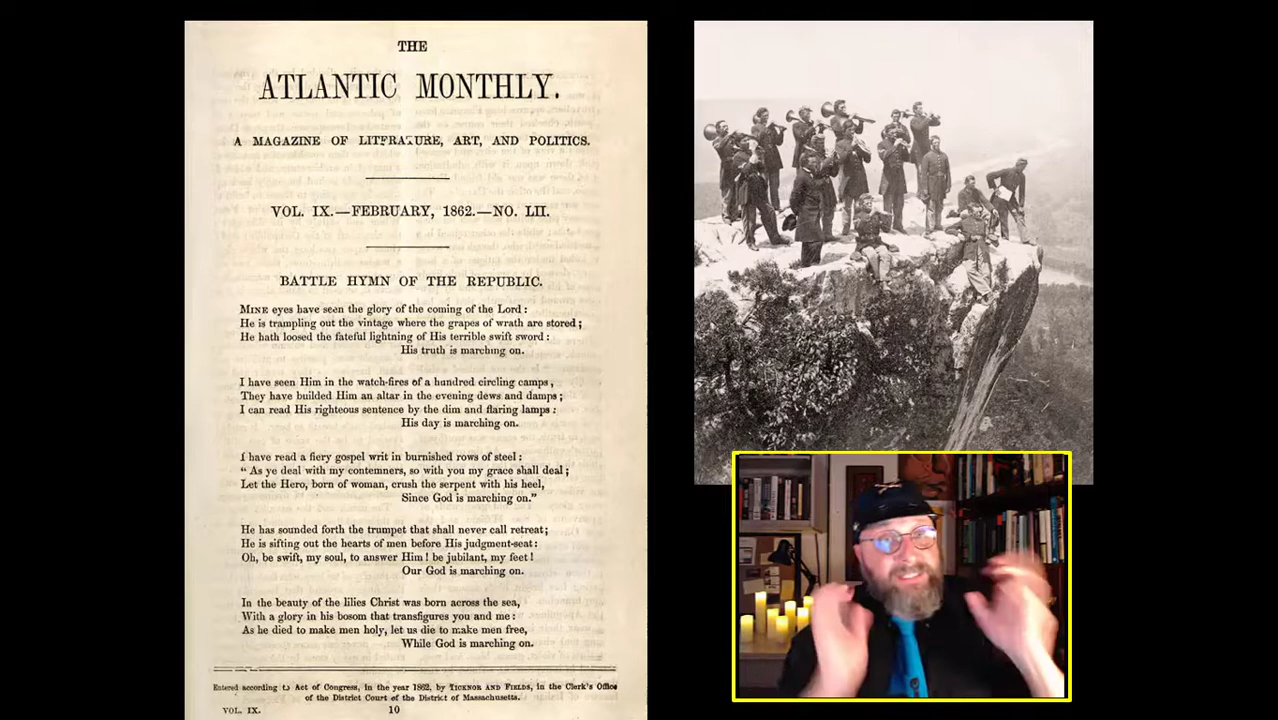 THE
ATLANTIC MONTHLY.
A MAGAZINE OF LITERATURE, ART, AND POLITICS.
VOL. IX.—FEBRUARY, 1862.—NO. LII.
BATTLE HYMN OF THE REPUBLIC.
MINE eyes have seen the glory of the coming of the Lord :
He is trampling out the vintage where the grapes of wrath are stored ;
He hath loosed the fateful lightning of His terrible swift sword :
His truth is marching on.
I have seen Him in the watch-fires of a hundred circling camps,
They have builded Him an altar in the evening dews and damps ;
I can read His righteous sentence by the dim and flaring lamps :
His day is marching on.
I have read a fiery gospel writ in burnished rows of steel :
" As ye deal with my contemners, so with you my grace shall deal ;
Let the Hero, born of woman, crush the serpent with his heel,
Since God is marching on."
He has sounded forth the trumpet that shall never call retreat ;
He is sifting out the hearts of men before His judgment-seat :
Oh, be swift, my soul, to answer Him ! be jubilant, my feet !
Our God is marching on.
In the beauty of the lilies Christ was born across the sea,
With a glory in his bosom that transfigures you and me :
As he died to make men holy, let us die to make men free,
While God is marching on.
Entered according to Act of Congress, in the year 1862, by TICKNOR AND FIELDS, in the Clerk's Office
of the District Court of the District of Massachusetts.
VOL. IX. 10